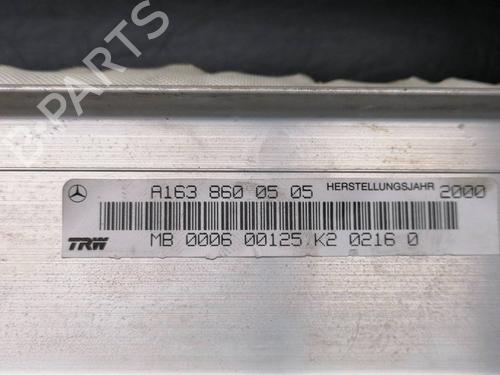 B-PARTS
A163 860 05 05 HERSTELLUNGSJAHR 2000
TRW MB 0006 00125 K2 0216 0